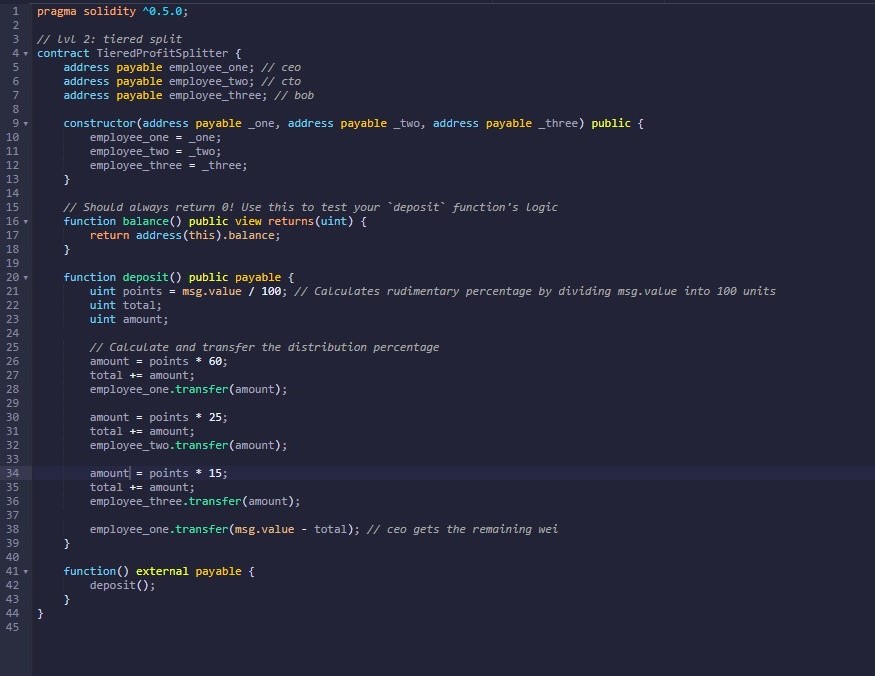 1 pragma solidity ^0.5.0;
2
3 // lvl 2: tiered split
4 contract TieredProfitSplitter {
5     address payable employee_one; // ceo
6     address payable employee_two; // cto
7     address payable employee_three; // bob
8
9     constructor(address payable _one, address payable _two, address payable _three) public {
10         employee_one = _one;
11         employee_two = _two;
12         employee_three = _three;
13     }
14
15     // Should always return 0! Use this to test your `deposit` function's logic
16     function balance() public view returns(uint) {
17         return address(this).balance;
18     }
19
20     function deposit() public payable {
21         uint points = msg.value / 100; // Calculates rudimentary percentage by dividing msg.value into 100 units
22         uint total;
23         uint amount;
24
25         // Calculate and transfer the distribution percentage
26         amount = points * 60;
27         total += amount;
28         employee_one.transfer(amount);
29
30         amount = points * 25;
31         total += amount;
32         employee_two.transfer(amount);
33
34         amount = points * 15;
35         total += amount;
36         employee_three.transfer(amount);
37
38         employee_one.transfer(msg.value - total); // ceo gets the remaining wei
39     }
40
41     function() external payable {
42         deposit();
43     }
44 }
45